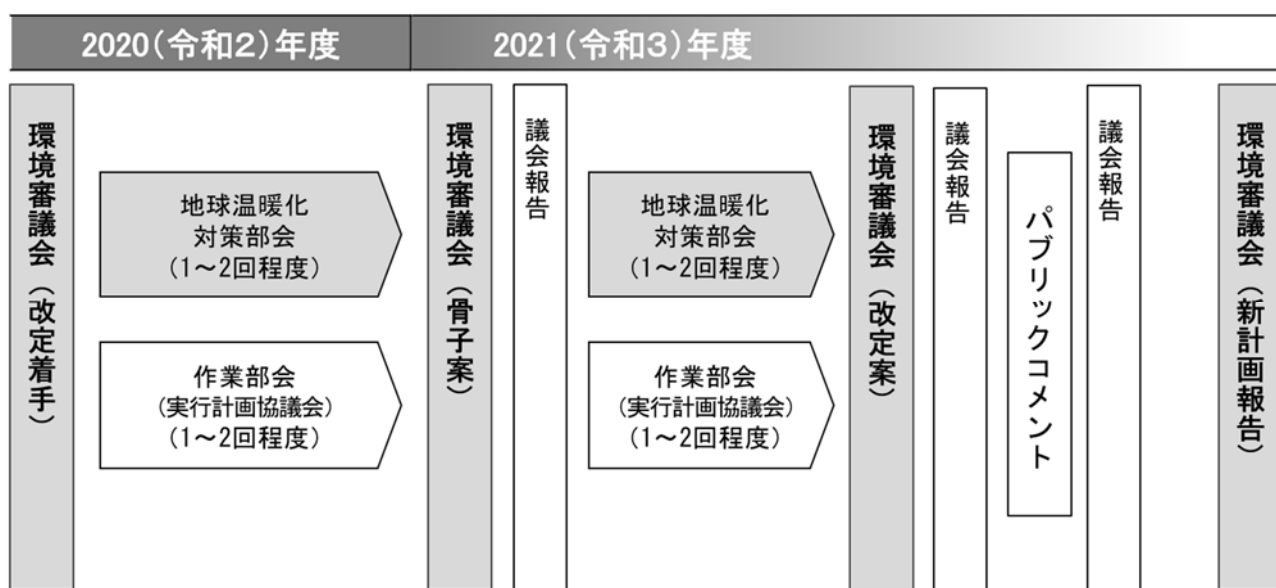 2020(令和2)年度
2021(令和3)年度
環境審議会（改定着手）
地球温暖化
対策部会
(1～2回程度)
作業部会
(実行計画協議会)
(1～2回程度)
環境審議会（骨子案）
議会報告
地球温暖化
対策部会
(1～2回程度)
作業部会
(実行計画協議会)
(1～2回程度)
環境審議会（改定案）
議会報告
パブリックコメント
議会報告
環境審議会（新計画報告）